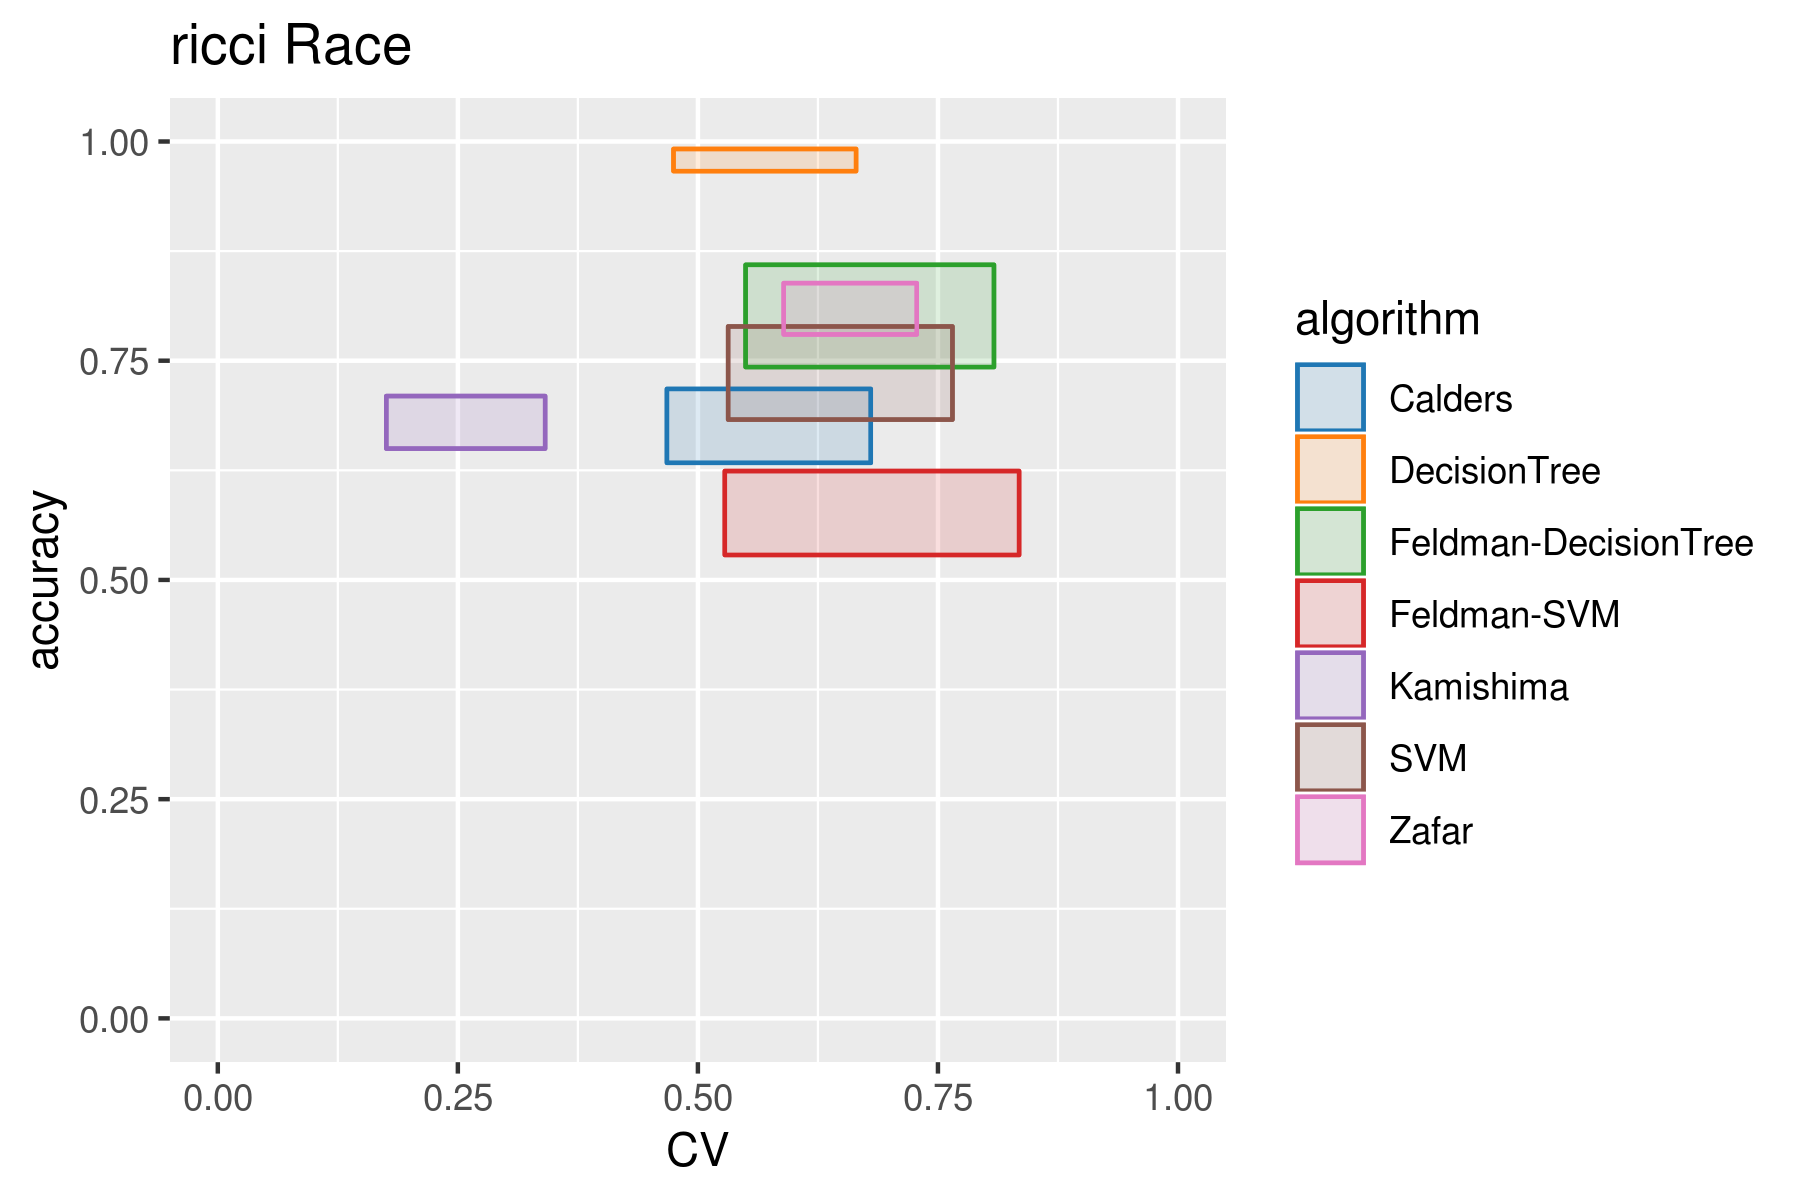 ricci Race
1.00
0.75
0.50
0.25
0.00
accuracy
0.00 0.25 0.50 0.75 1.00
CV
algorithm
Calders
DecisionTree
Feldman-DecisionTree
Feldman-SVM
Kamishima
SVM
Zafar